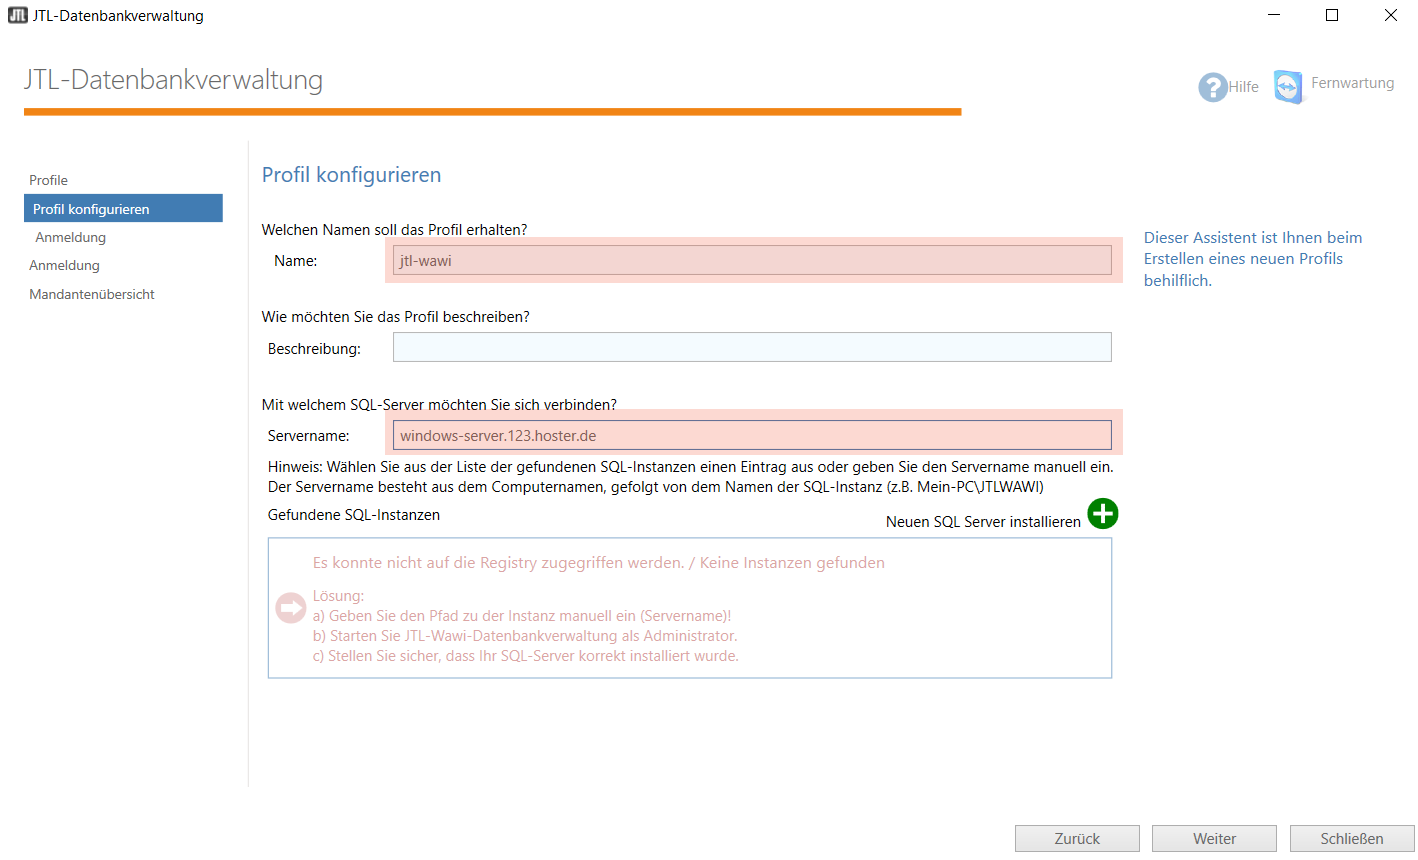 JTL JTL-Datenbankverwaltung
JTL-Datenbankverwaltung
? Hilfe
Fernwartung
Profile
Profil konfigurieren
Anmeldung
Anmeldung
Mandantenübersicht
Profil konfigurieren
Welchen Namen soll das Profil erhalten?
Name: jtl-wawi
Wie möchten Sie das Profil beschreiben?
Beschreibung:
Mit welchem SQL-Server möchten Sie sich verbinden?
Servername: windows-server.123.hoster.de
Hinweis: Wählen Sie aus der Liste der gefundenen SQL-Instanzen einen Eintrag aus oder geben Sie den Servername manuell ein.
Der Servername besteht aus dem Computernamen, gefolgt von dem Namen der SQL-Instanz (z.B. Mein-PC\JTLWAWI)
Gefundene SQL-Instanzen
Neuen SQL Server installieren
Es konnte nicht auf die Registry zugegriffen werden. / Keine Instanzen gefunden
Lösung:
a) Geben Sie den Pfad zu der Instanz manuell ein (Servername)!
b) Starten Sie JTL-Wawi-Datenbankverwaltung als Administrator.
c) Stellen Sie sicher, dass Ihr SQL-Server korrekt installiert wurde.
Dieser Assistent ist Ihnen beim
Erstellen eines neuen Profils
behilflich.
Zurück
Weiter
Schließen